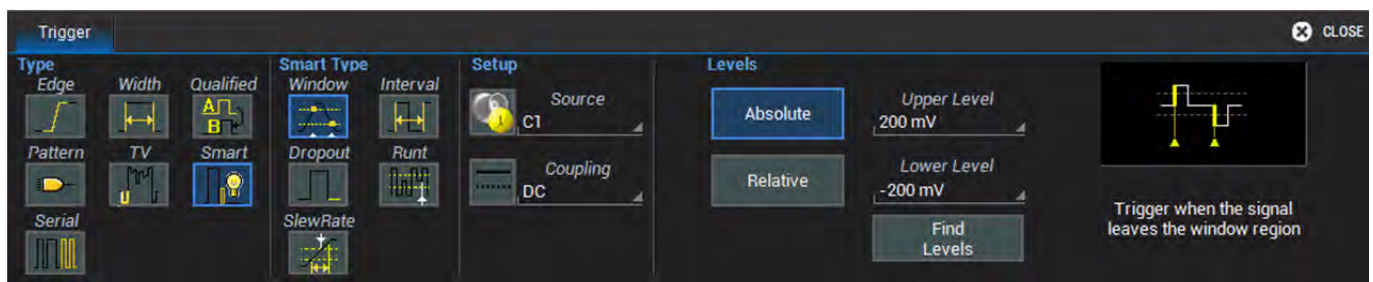 Trigger
CLOSE
Type
Edge
Width
Qualified
A
B
Pattern
TV
Smart
Serial
Smart Type
Window
Interval
Dropout
Runt
SlewRate
Setup
Source
1
C1
Coupling
DC
Levels
Absolute
Relative
Upper Level
200 mV
Lower Level
-200 mV
Find
Levels
Trigger when the signal
leaves the window region